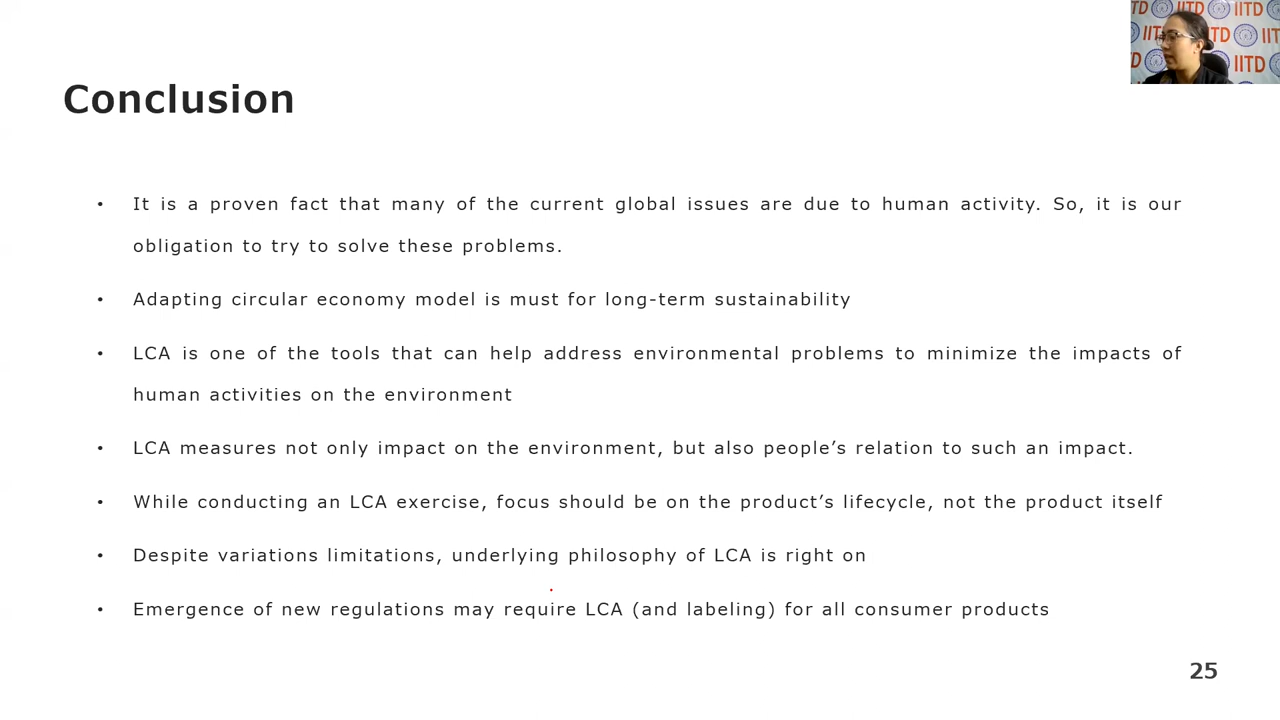 IITD IITD
Conclusion
• It is a proven fact that many of the current global issues are due to human activity. So, it is our
obligation to try to solve these problems.
• Adapting circular economy model is must for long-term sustainability
• LCA is one of the tools that can help address environmental problems to minimize the impacts of
human activities on the environment
• LCA measures not only impact on the environment, but also people’s relation to such an impact.
• While conducting an LCA exercise, focus should be on the product’s lifecycle, not the product itself
• Despite variations limitations, underlying philosophy of LCA is right on
• Emergence of new regulations may require LCA (and labeling) for all consumer products
25